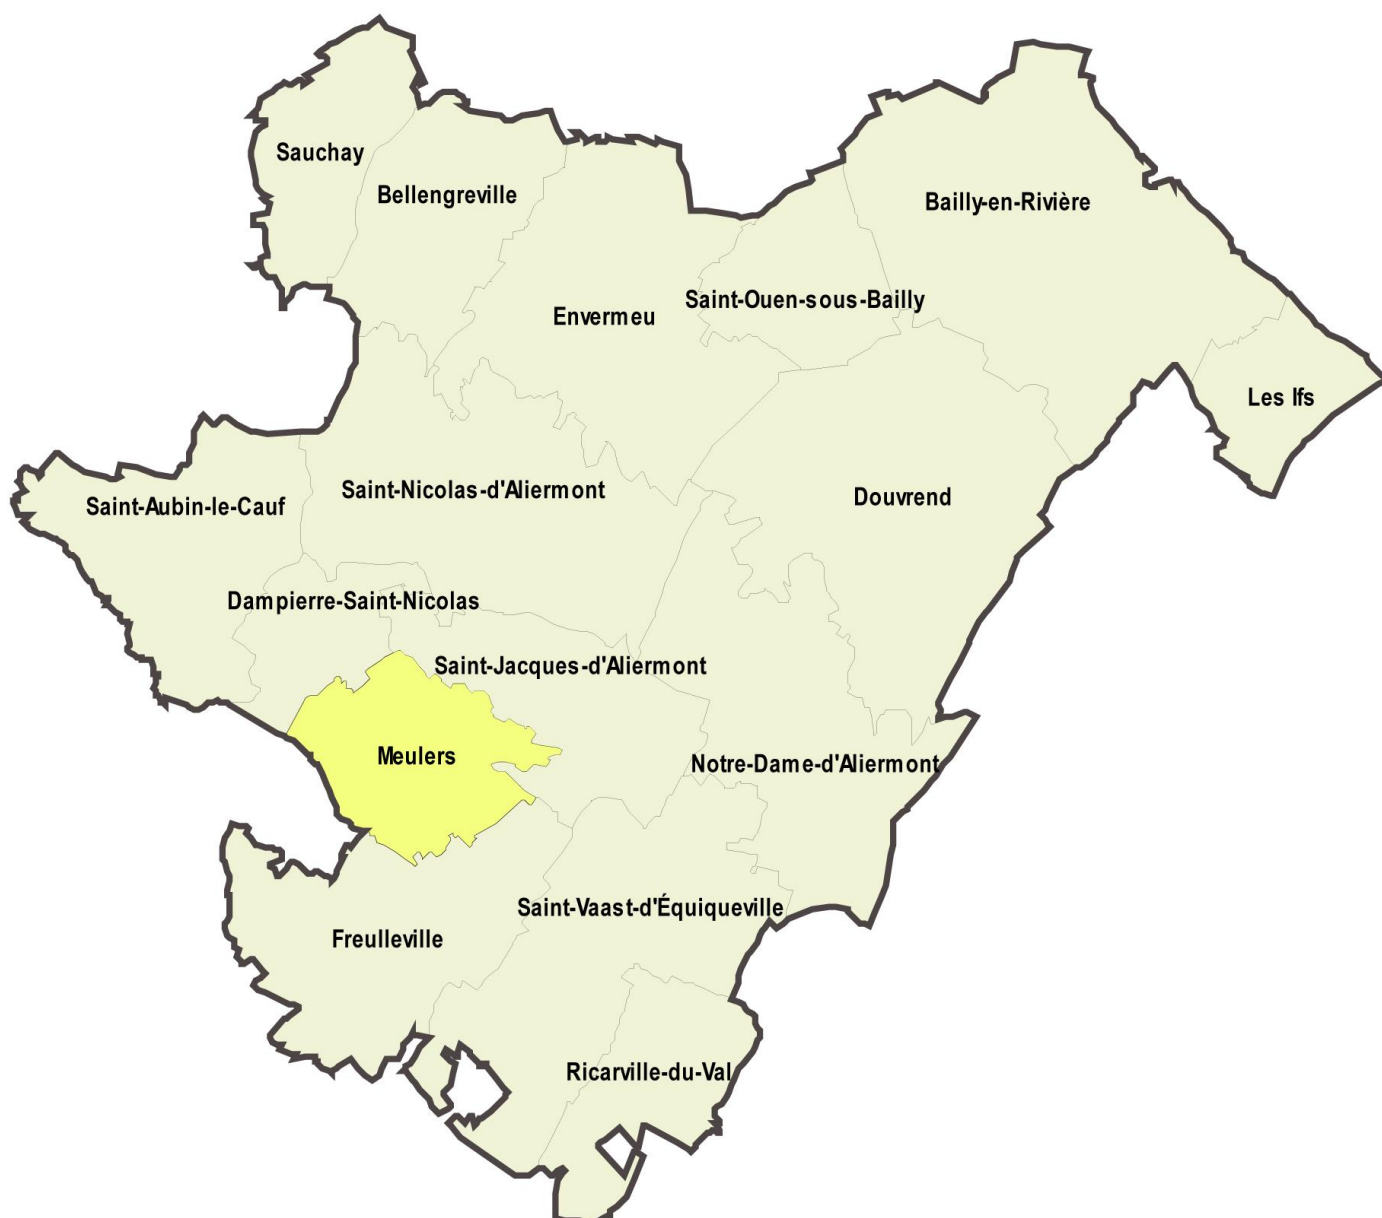 Sauchay
Bellengreville
Bailly-en-Rivière
Saint-Ouen-sous-Bailly
Envermeu
Les Ifs
Saint-Nicolas-d'Aliermont
Douvrend
Saint-Aubin-le-Cauf
Dampierre-Saint-Nicolas
Saint-Jacques-d'Aliermont
Meulers
Notre-Dame-d'Aliermont
Saint-Vaast-d'Équiqueville
Freulleville
Ricarville-du-Val